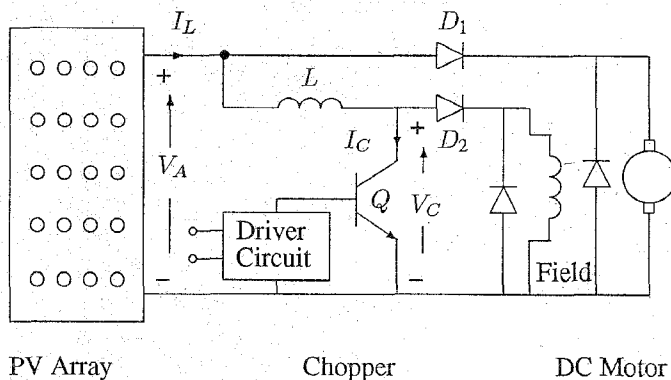 I_L
D_1
+
L
+
D_2
I_C
V_A
Q
V_C
Driver
Circuit
−
−
Field
PV Array
Chopper
DC Motor